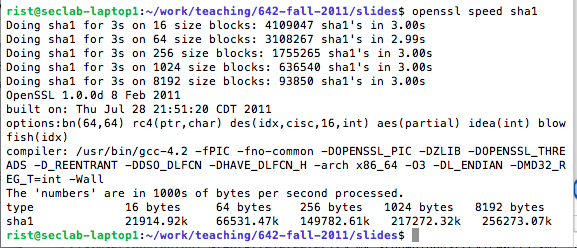 rist@seclab-laptop1:~/work/teaching/642-fall-2011/slides$ openssl speed sha1
Doing sha1 for 3s on 16 size blocks: 4109047 sha1's in 3.00s
Doing sha1 for 3s on 64 size blocks: 3108267 sha1's in 2.99s
Doing sha1 for 3s on 256 size blocks: 1755265 sha1's in 3.00s
Doing sha1 for 3s on 1024 size blocks: 636540 sha1's in 3.00s
Doing sha1 for 3s on 8192 size blocks: 93850 sha1's in 3.00s
OpenSSL 1.0.0d 8 Feb 2011
built on: Thu Jul 28 21:51:20 CDT 2011
options:bn(64,64) rc4(ptr,char) des(idx,cisc,16,int) aes(partial) idea(int) blow
fish(idx)
compiler: /usr/bin/gcc-4.2 -fPIC -fno-common -DOPENSSL_PIC -DZLIB -DOPENSSL_THRE
ADS -D_REENTRANT -DDSO_DLFCN -DHAVE_DLFCN_H -arch x86_64 -O3 -DL_ENDIAN -DMD32_R
EG_T=int -Wall
The 'numbers' are in 1000s of bytes per second processed.
type 16 bytes 64 bytes 256 bytes 1024 bytes 8192 bytes
sha1 21914.92k 66531.47k 149782.61k 217272.32k 256273.07k
rist@seclab-laptop1:~/work/teaching/642-fall-2011/slides$